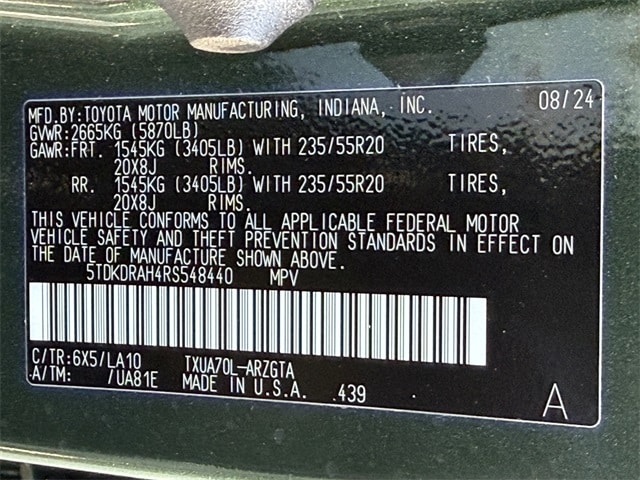 MFD.BY:TOYOTA MOTOR MANUFACTURING, INDIANA, INC. 08/24
GVWR:2665KG (5870LB)
GAWR:FRT. 1545KG (3405LB) WITH 235/55R20 TIRES,
20X8J RIMS.
RR. 1545KG (3405LB) WITH 235/55R20 TIRES,
20X8J RIMS.
THIS VEHICLE CONFORMS TO ALL APPLICABLE FEDERAL MOTOR
VEHICLE SAFETY AND THEFT PREVENTION STANDARDS IN EFFECT ON
THE DATE OF MANUFACTURE SHOWN ABOVE.
5TDKDRAH4RS548440 MPV
C/TR:6X5/LA10 TXUA70L-ARZGTA
A/TM: /UA81E MADE IN U.S.A. 439
A